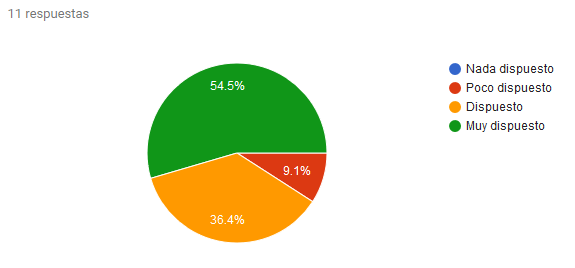 11 respuestas
54.5%
9.1%
36.4%
Nada dispuesto
Poco dispuesto
Dispuesto
Muy dispuesto